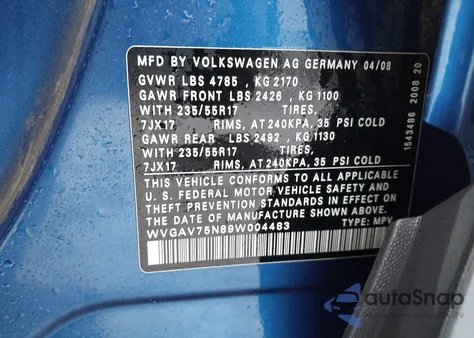 MFD. BY VOLKSWAGEN AG GERMANY 04/08
GVWR LBS 4785 , KG 2170
GAWR FRONT LBS 2428 , KG 1100
WITH 235/55R17 TIRES,
7JX17 RIMS, AT 240KPA, 35 PSI COLD
GAWR REAR LBS 2492 , KG 1130
WITH 235/55R17 TIRES,
7JX17 RIMS, AT 240KPA, 35 PSI COLD
THIS VEHICLE CONFORMS TO ALL APPLICABLE
U. S. FEDERAL MOTOR VEHICLE SAFETY AND
THEFT PREVENTION STANDARDS IN EFFECT ON
THE DATE OF MANUFACTURE SHOWN ABOVE.
WVGAV75N89W004483 TYPE: MPV
1543486 2008 20
autoSnap